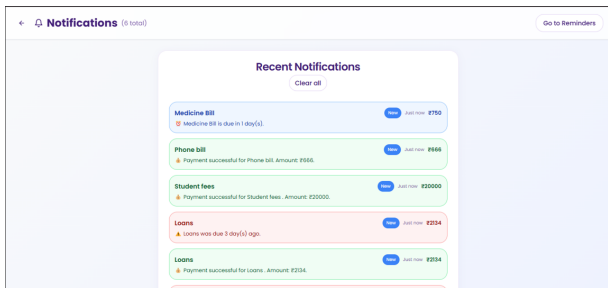 ← Notifications (6 total)
Go to Reminders
Recent Notifications
Clear all
Medicine Bill New Just now ₹750
Medicine Bill is due in 1 day(s).
Phone bill New Just now ₹666
Payment successful for Phone bill. Amount: ₹666.
Student fees New Just now ₹20000
Payment successful for Student fees . Amount: ₹20000.
Loans New Just now ₹2134
Loans was due 3 day(s) ago.
Loans New Just now ₹2134
Payment successful for Loans . Amount: ₹2134.